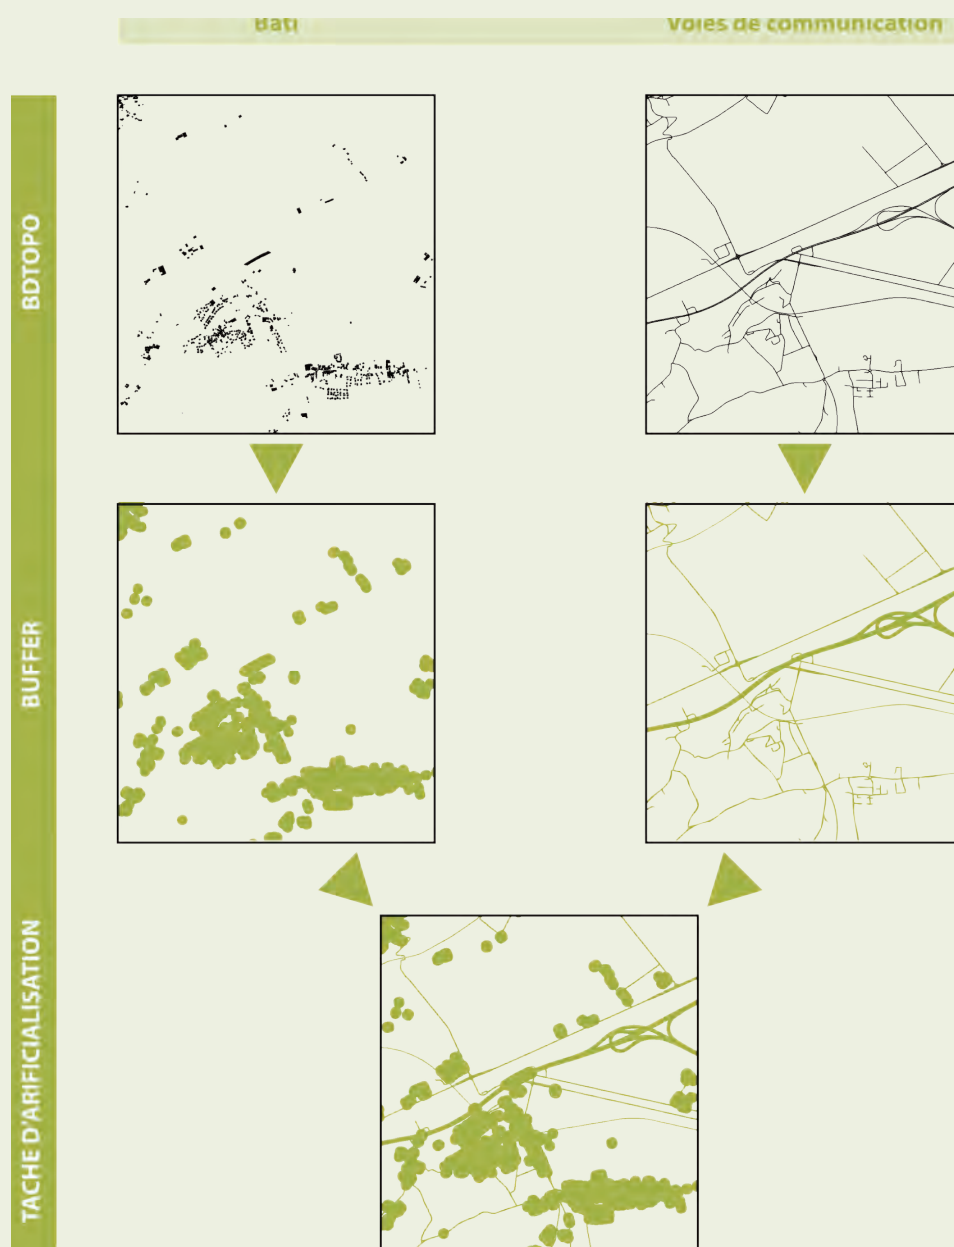 Bâti
Voies de communication
BDTOPO
BUFFER
TACHE D'ARIFICIALISATION